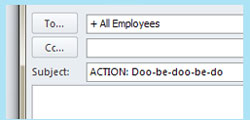 To... + All Employees
Cc...
Subject: ACTION: Doo-be-doo-be-do